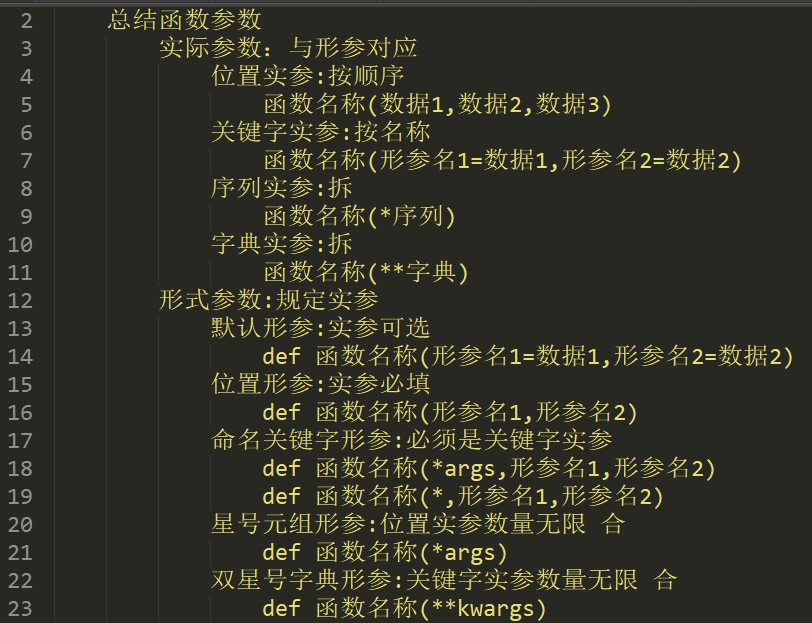 2 总结函数参数
3 实际参数：与形参对应
4 位置实参:按顺序
5 函数名称(数据1,数据2,数据3)
6 关键字实参:按名称
7 函数名称(形参名1=数据1,形参名2=数据2)
8 序列实参:拆
9 函数名称(*序列)
10 字典实参:拆
11 函数名称(**字典)
12 形式参数:规定实参
13 默认形参:实参可选
14 def 函数名称(形参名1=数据1,形参名2=数据2)
15 位置形参:实参必填
16 def 函数名称(形参名1,形参名2)
17 命名关键字形参:必须是关键字实参
18 def 函数名称(*args,形参名1,形参名2)
19 def 函数名称(*,形参名1,形参名2)
20 星号元组形参:位置实参数量无限 合
21 def 函数名称(*args)
22 双星号字典形参:关键字实参数量无限 合
23 def 函数名称(**kwargs)